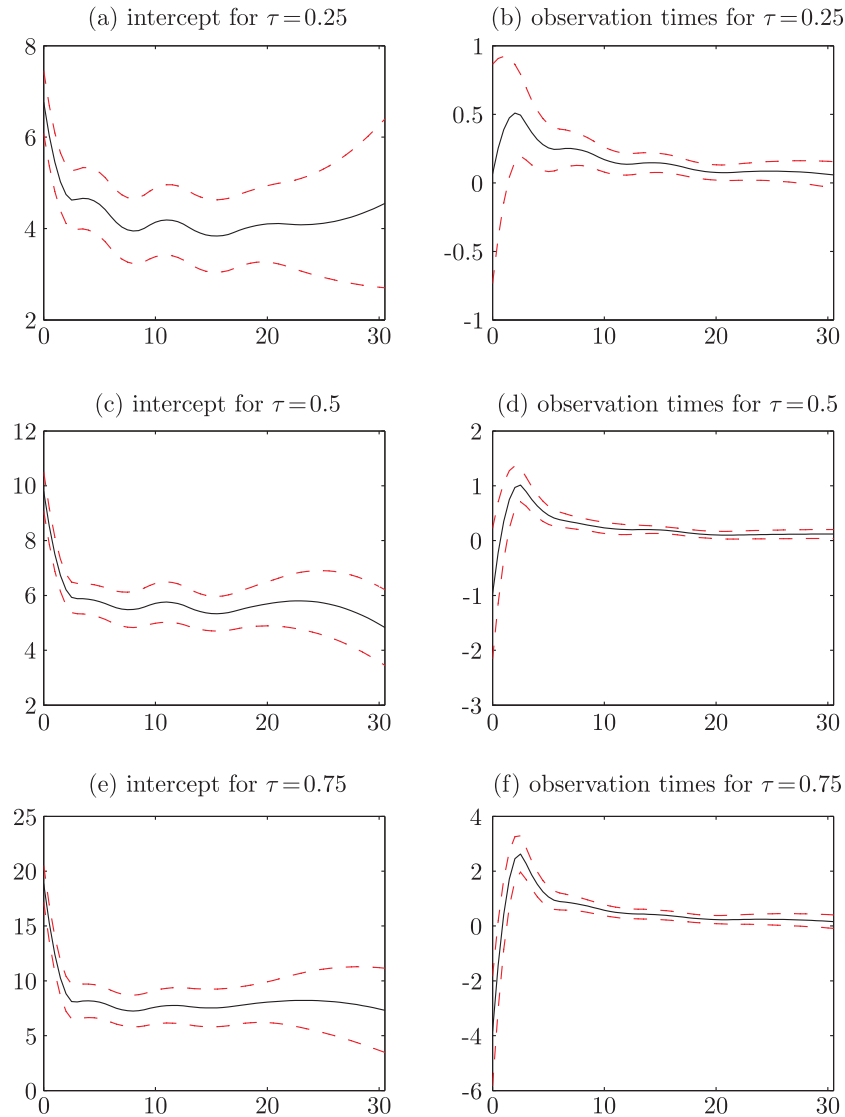 (a) intercept for τ=0.25
8
6
4
2
0 10 20 30
(b) observation times for τ=0.25
1
0.5
0
-0.5
-1
0 10 20 30
(c) intercept for τ=0.5
12
10
8
6
4
2
0 10 20 30
(d) observation times for τ=0.5
2
1
0
-1
-2
-3
0 10 20 30
(e) intercept for τ=0.75
25
20
15
10
5
0
0 10 20 30
(f) observation times for τ=0.75
4
2
0
-2
-4
-6
0 10 20 30